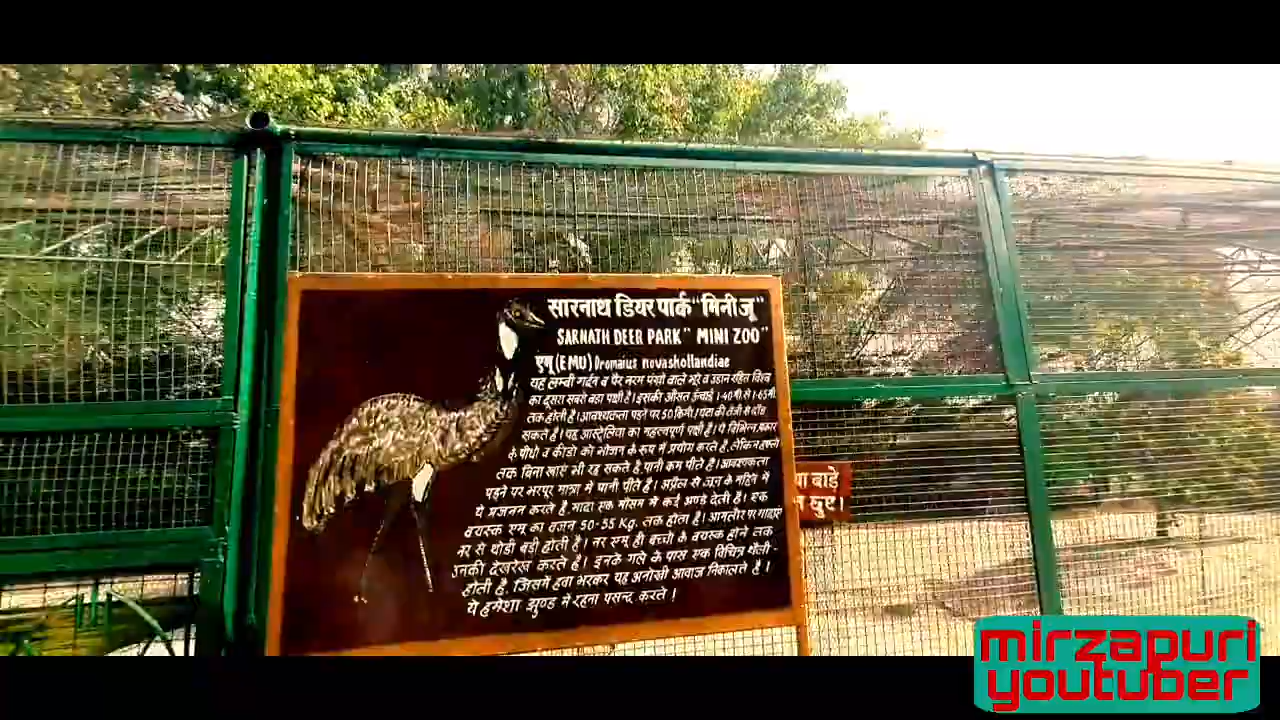 सारनाथ डियर पार्क "मिनी जू"
SARNATH DEER PARK " MINI ZOO"
एमू (EMU) Dromaius novashollandiae
यह लम्बी गर्दन व पैर नरम पंखों वाले भूरे व उडान रहित विश्व
का दूसरा सबसे बडा पक्षी है। इसकी औसत ऊँचाई 1.40मी से 1.65मी.
तक होती है। आवश्यकता पड़ने पर 50 किमी./घंटा की तेजी से दौड
सकते है। यह आस्ट्रेलिया का महत्वपूर्ण पक्षी है। ये विभिन्न प्रकार
के पौधो व कीडो को भोजन के रूप में प्रयोग करते है, लेकिन हफ्तो
तक बिना खाएं भी रह सकते है, पानी कम पीते है। आवश्यकता
पड़ने पर भरपूर मात्रा में पानी पीते है। अप्रैल से जून के महिने में
ये प्रजनन करते है, मादा एक मौसम मे कई अण्डे देती है। एक
वयस्क एमू का वजन 50-55 Kg. तक होता है। आमतौर पर मादाएं
नर से थोडी बडी होती है। नर एमू ही बच्चो के वयस्क होने तक
उनकी देखरेख करते है। इनके गले के पास एक विचित्र थैली-
होती है, जिसमे हवा भरकर यह अनोखी आवाज निकालते है।
ये हमेशा झुण्ड मे रहना पसन्द करते !
बाड़े
घुए।
mirzapuri
youtuber